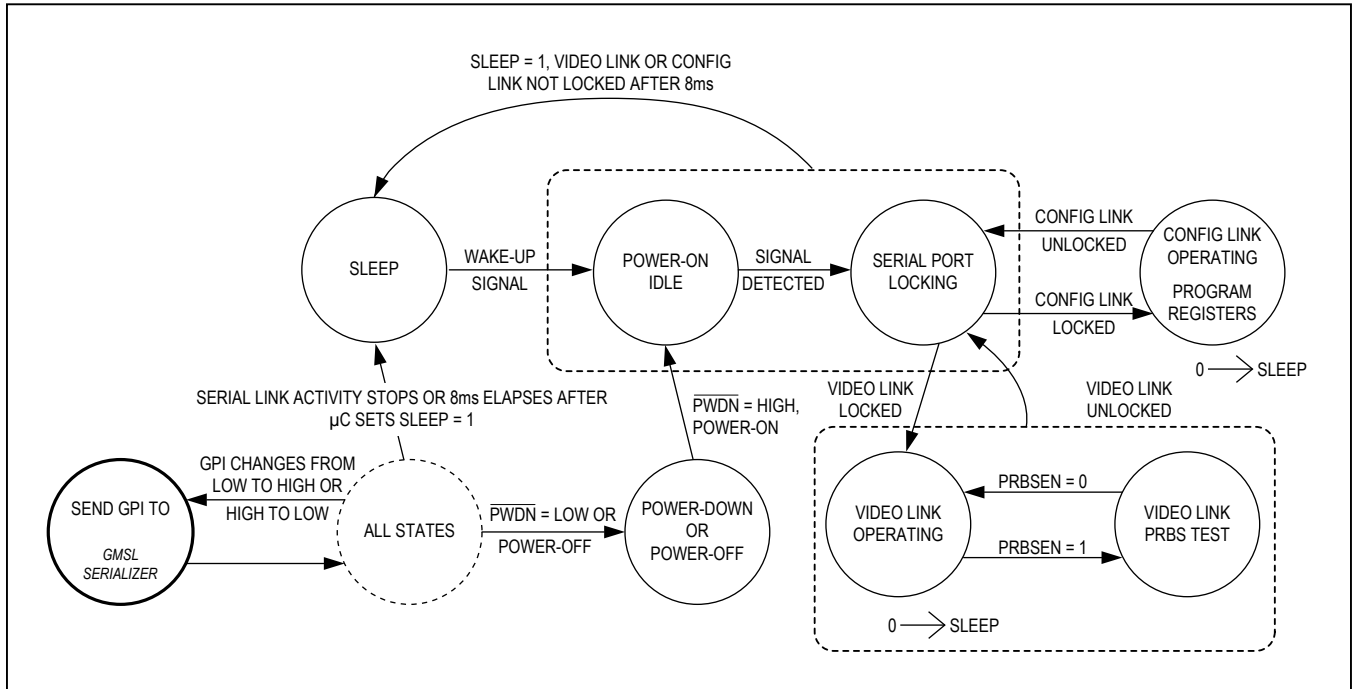 SLEEP = 1, VIDEO LINK OR CONFIG
LINK NOT LOCKED AFTER 8ms
SLEEP
WAKE-UP
SIGNAL
POWER-ON
IDLE
SIGNAL
DETECTED
SERIAL PORT
LOCKING
CONFIG LINK
UNLOCKED
CONFIG LINK
LOCKED
CONFIG LINK
OPERATING
PROGRAM
REGISTERS
0 → SLEEP
SERIAL LINK ACTIVITY STOPS OR 8ms ELAPSES AFTER
µC SETS SLEEP = 1
P̅W̅D̅N̅ = HIGH,
POWER-ON
VIDEO LINK
LOCKED
VIDEO LINK
UNLOCKED
SEND GPI TO
GMSL
SERIALIZER
GPI CHANGES FROM
LOW TO HIGH OR
HIGH TO LOW
ALL STATES
P̅W̅D̅N̅ = LOW OR
POWER-OFF
POWER-DOWN
OR
POWER-OFF
VIDEO LINK
OPERATING
PRBSEN = 0
PRBSEN = 1
VIDEO LINK
PRBS TEST
0 → SLEEP